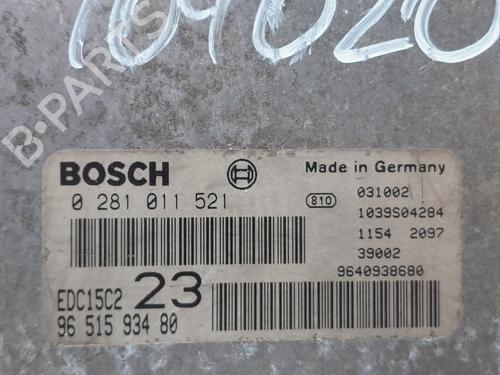 104020
B-PARTS
BOSCH
Made in Germany
0 281 011 521
810
031002
1039S04284
1154 2097
39002
9640938680
EDC15C2 23
96 515 934 80